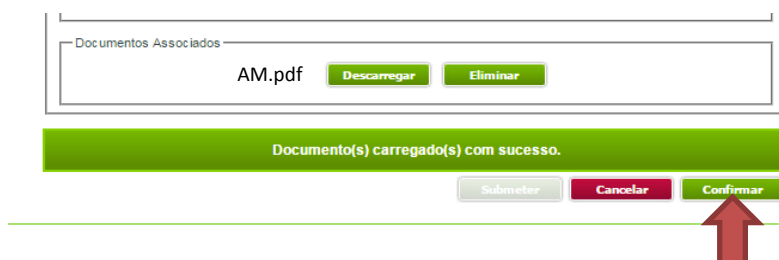 Documentos Associados
AM.pdf Descarregar Eliminar
Documento(s) carregado(s) com sucesso.
Submeter Cancelar Confirmar